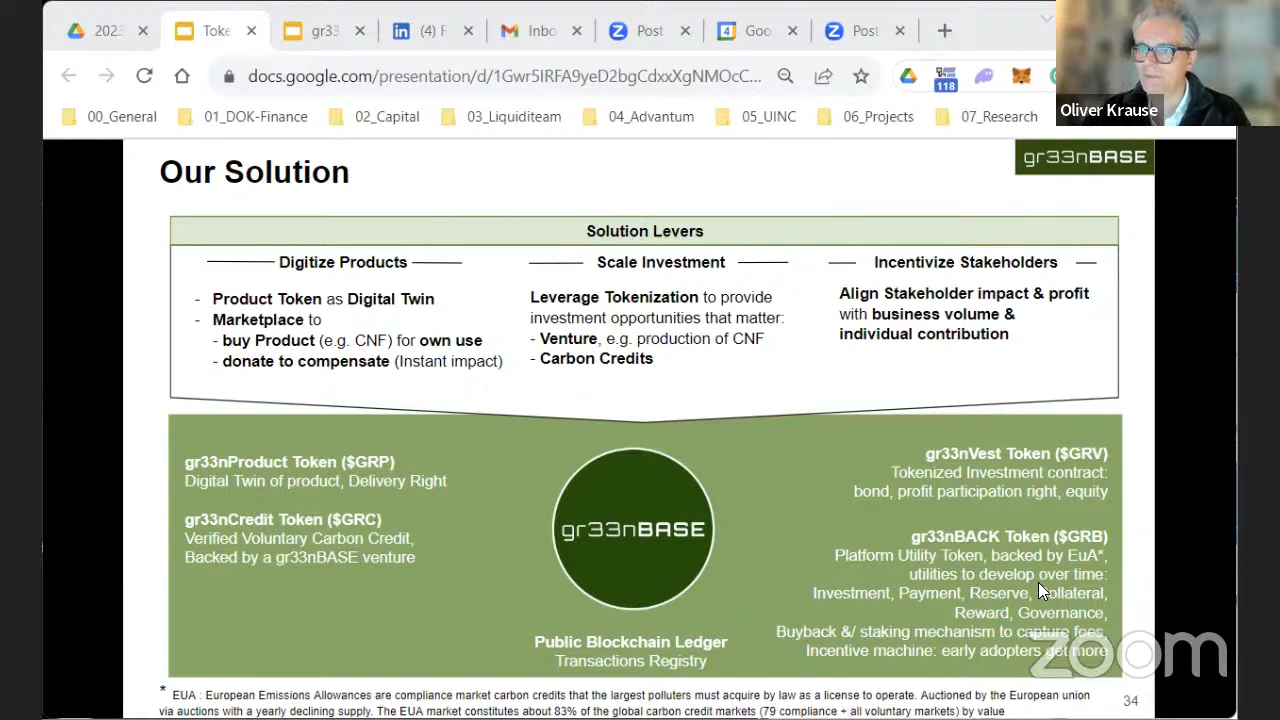 202
Toke
gr33
(4) F
Inbo
Post
Goo
Post
docs.google.com/presentation/d/1Gwr5IRFA9yeD2bgCdxxXgNMOcC...
118
00_General
01_DOK-Finance
02_Capital
03_Liquiditeam
04_Advantum
05_UINC
06_Projects
07_Research
Oliver Krause
Our Solution
gr33nBASE
Solution Levers
Digitize Products
- Product Token as Digital Twin
- Marketplace to
- buy Product (e.g. CNF) for own use
- donate to compensate (Instant impact)
Scale Investment
Leverage Tokenization to provide
investment opportunities that matter:
- Venture, e.g. production of CNF
- Carbon Credits
Incentivize Stakeholders
Align Stakeholder impact & profit
with business volume &
individual contribution
gr33nProduct Token ($GRP)
Digital Twin of product, Delivery Right
gr33nCredit Token ($GRC)
Verified Voluntary Carbon Credit,
Backed by a gr33nBASE venture
gr33nBASE
Public Blockchain Ledger
Transactions Registry
gr33nVest Token ($GRV)
Tokenized Investment contract:
bond, profit participation right, equity
gr33nBACK Token ($GRB)
Platform Utility Token, backed by EuA*,
utilities to develop over time:
Investment, Payment, Reserve, Collateral,
Reward, Governance,
Buyback &/ staking mechanism to capture fees,
Incentive machine: early adopters get more
zoom
* EUA : European Emissions Allowances are compliance market carbon credits that the largest polluters must acquire by law as a license to operate. Auctioned by the European union
via auctions with a yearly declining supply. The EUA market constitutes about 83% of the global carbon credit markets (79 compliance + all voluntary markets) by value
34